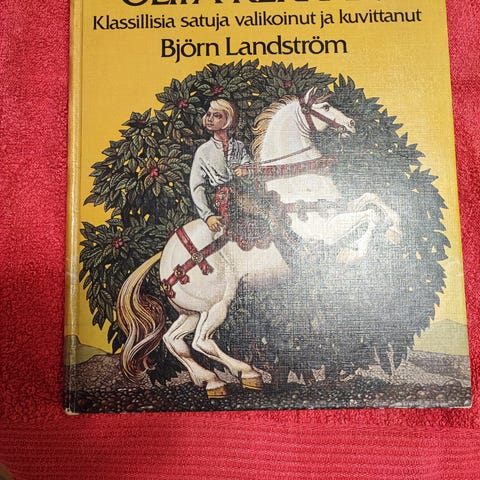 Klassillisia satuja valikoinut ja kuvittanut
Björn Landström